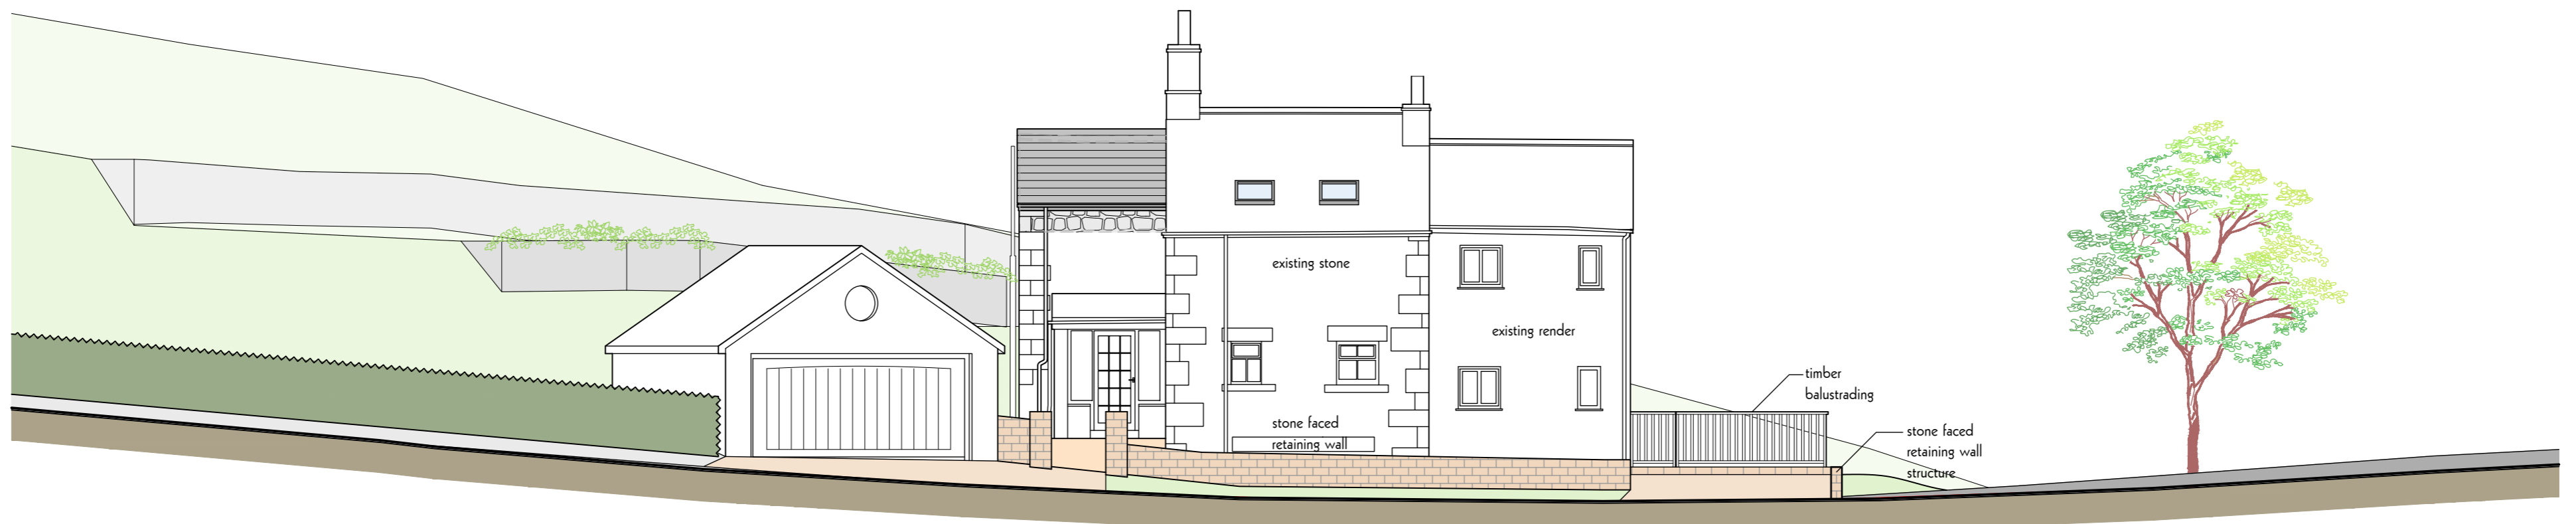 existing stone
existing render
timber
balustrading
stone faced
retaining wall
stone faced
retaining wall
structure